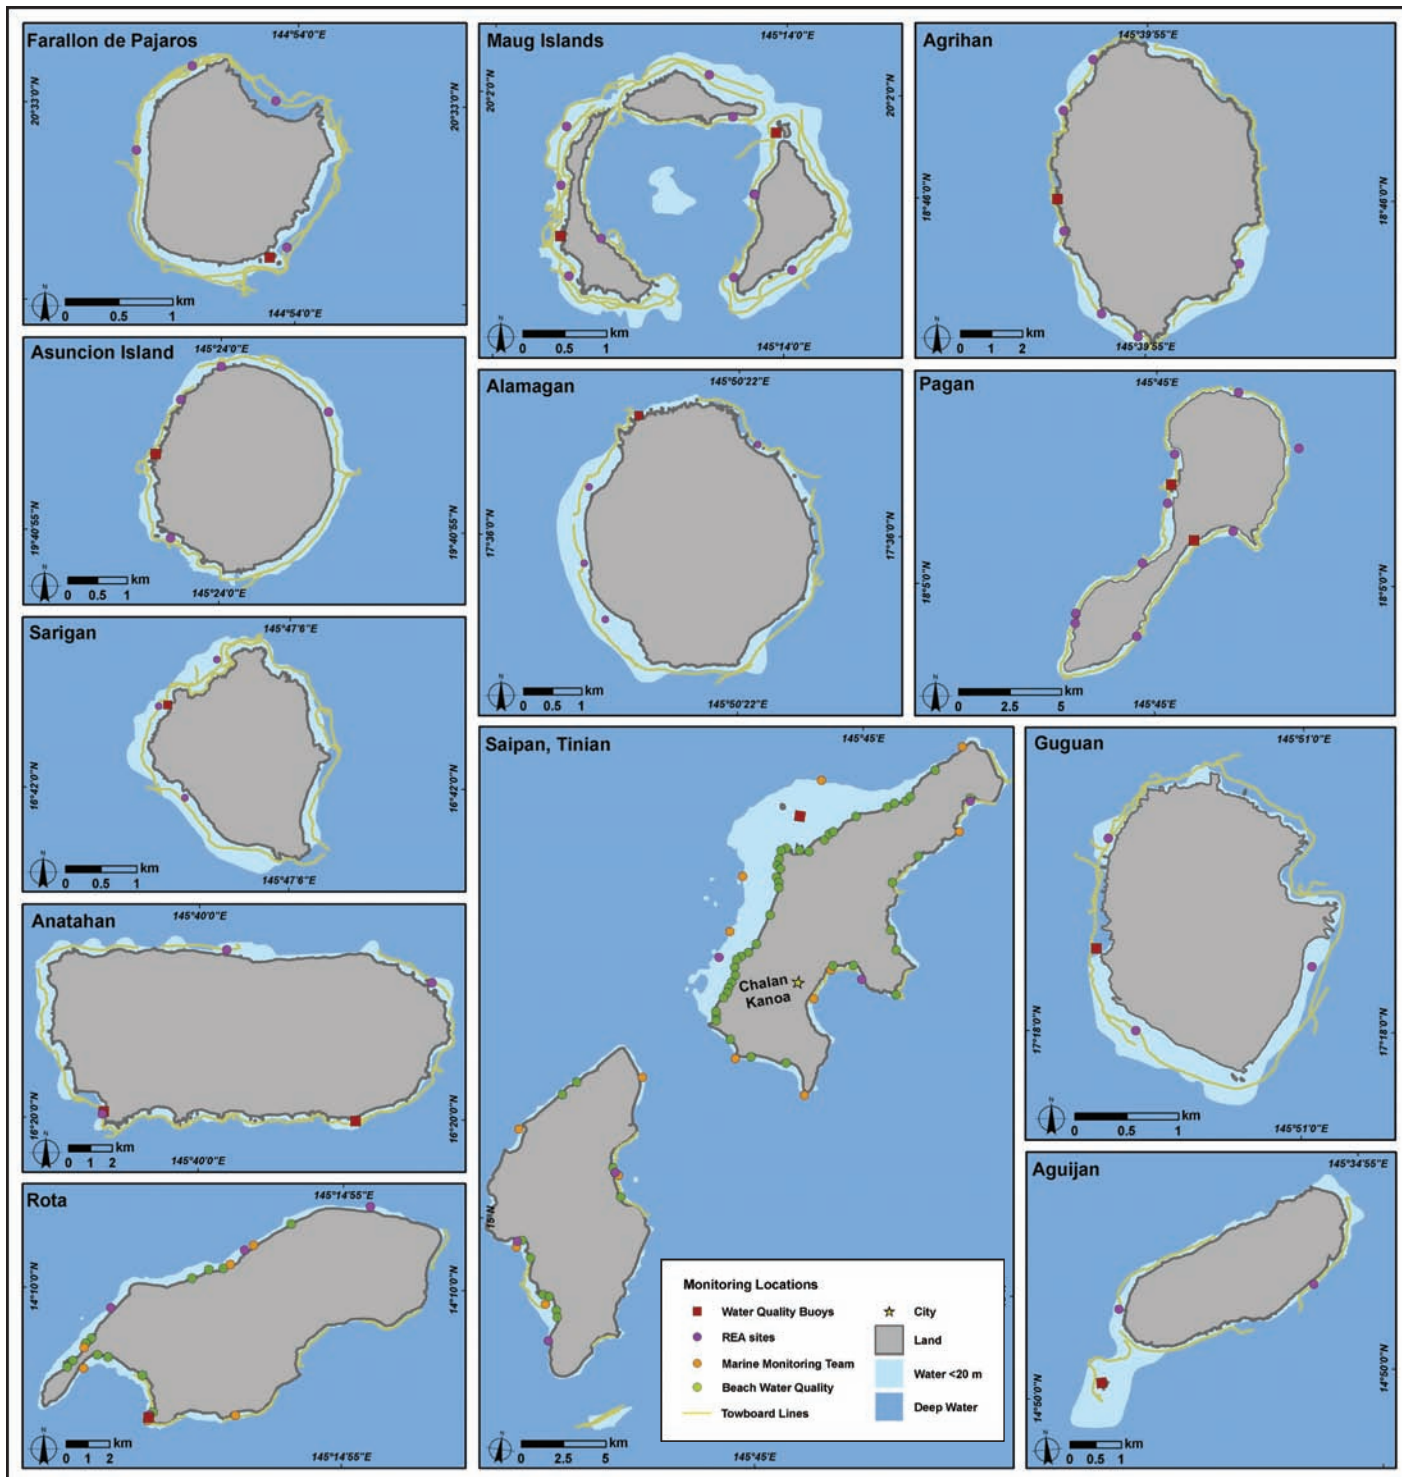 Farallon de Pajaros
144°54'0"E
20°33'0"N
20°33'0"N
N
km
0 0.5 1
144°54'0"E
Maug Islands
145°14'0"E
20°2'0"N
20°2'0"N
N
km
0 0.5 1
145°14'0"E
Agrihan
145°39'55"E
18°46'0"N
18°46'0"N
N
km
0 1 2
145°39'55"E
Asuncion Island
145°24'0"E
19°40'55"N
19°40'55"N
N
km
0 0.5 1
145°24'0"E
Alamagan
145°50'22"E
17°36'0"N
17°36'0"N
N
km
0 0.5 1
145°50'22"E
Pagan
145°45'E
18°5'0"N
18°5'0"N
N
km
0 2.5 5
145°45'E
Sarigan
145°47'6"E
16°42'0"N
16°42'0"N
N
km
0 0.5 1
145°47'6"E
Saipan, Tinian
145°45'E
Chalan
Kanoa
15°N
N
km
0 2.5 5
145°45'E
Guguan
145°51'0"E
17°18'0"N
17°18'0"N
N
km
0 0.5 1
145°51'0"E
Anatahan
145°40'0"E
16°20'0"N
16°20'0"N
N
km
0 1 2
145°40'0"E
Rota
145°14'55"E
14°10'0"N
14°10'0"N
N
km
0 1 2
145°14'55"E
Monitoring Locations
Water Quality Buoys
REA sites
Marine Monitoring Team
Beach Water Quality
Towboard Lines
City
Land
Water <20 m
Deep Water
Aguijan
145°34'55"E
14°50'0"N
14°50'0"N
N
km
0 0.5 1